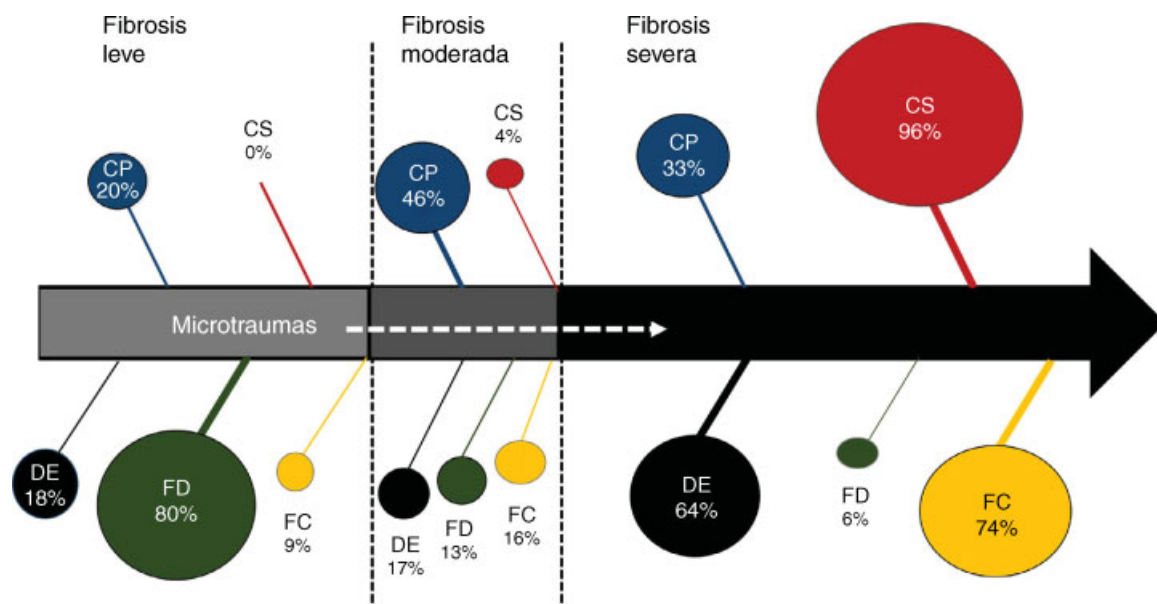 Fibrosis
leve
Fibrosis
moderada
Fibrosis
severa
CP
20%
CS
0%
CP
46%
CS
4%
CP
33%
CS
96%
Microtraumas
DE
18%
FD
80%
FC
9%
DE
17%
FD
13%
FC
16%
DE
64%
FD
6%
FC
74%